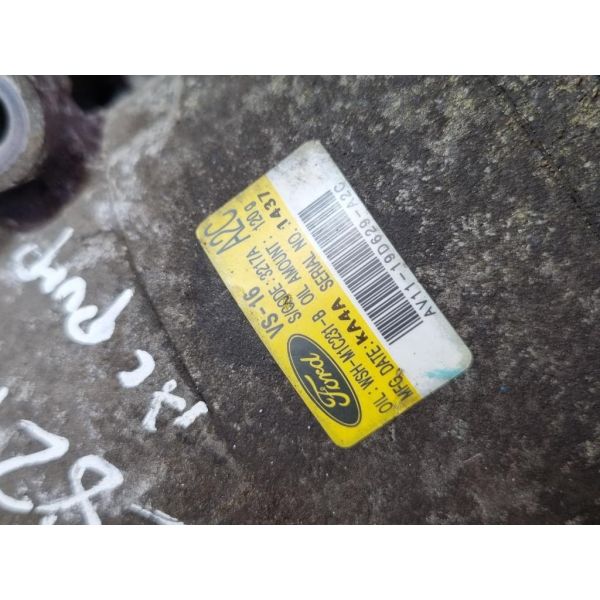 Ford
VS-16 A2C
S/CODE : 3217A
OIL : WSH-M1C231-B OIL AMOUNT : 120 g
MFG. DATE : KA4A SERIAL NO. 1437
AV11-19D629-A2C
PUMP